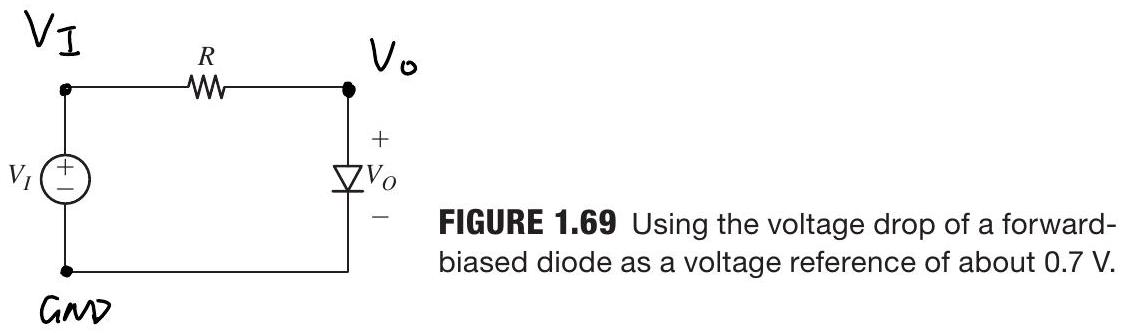 V_I
R
V_o
+
V_I
+
−
V_O
−
FIGURE 1.69 Using the voltage drop of a forward-
biased diode as a voltage reference of about 0.7 V.
GND